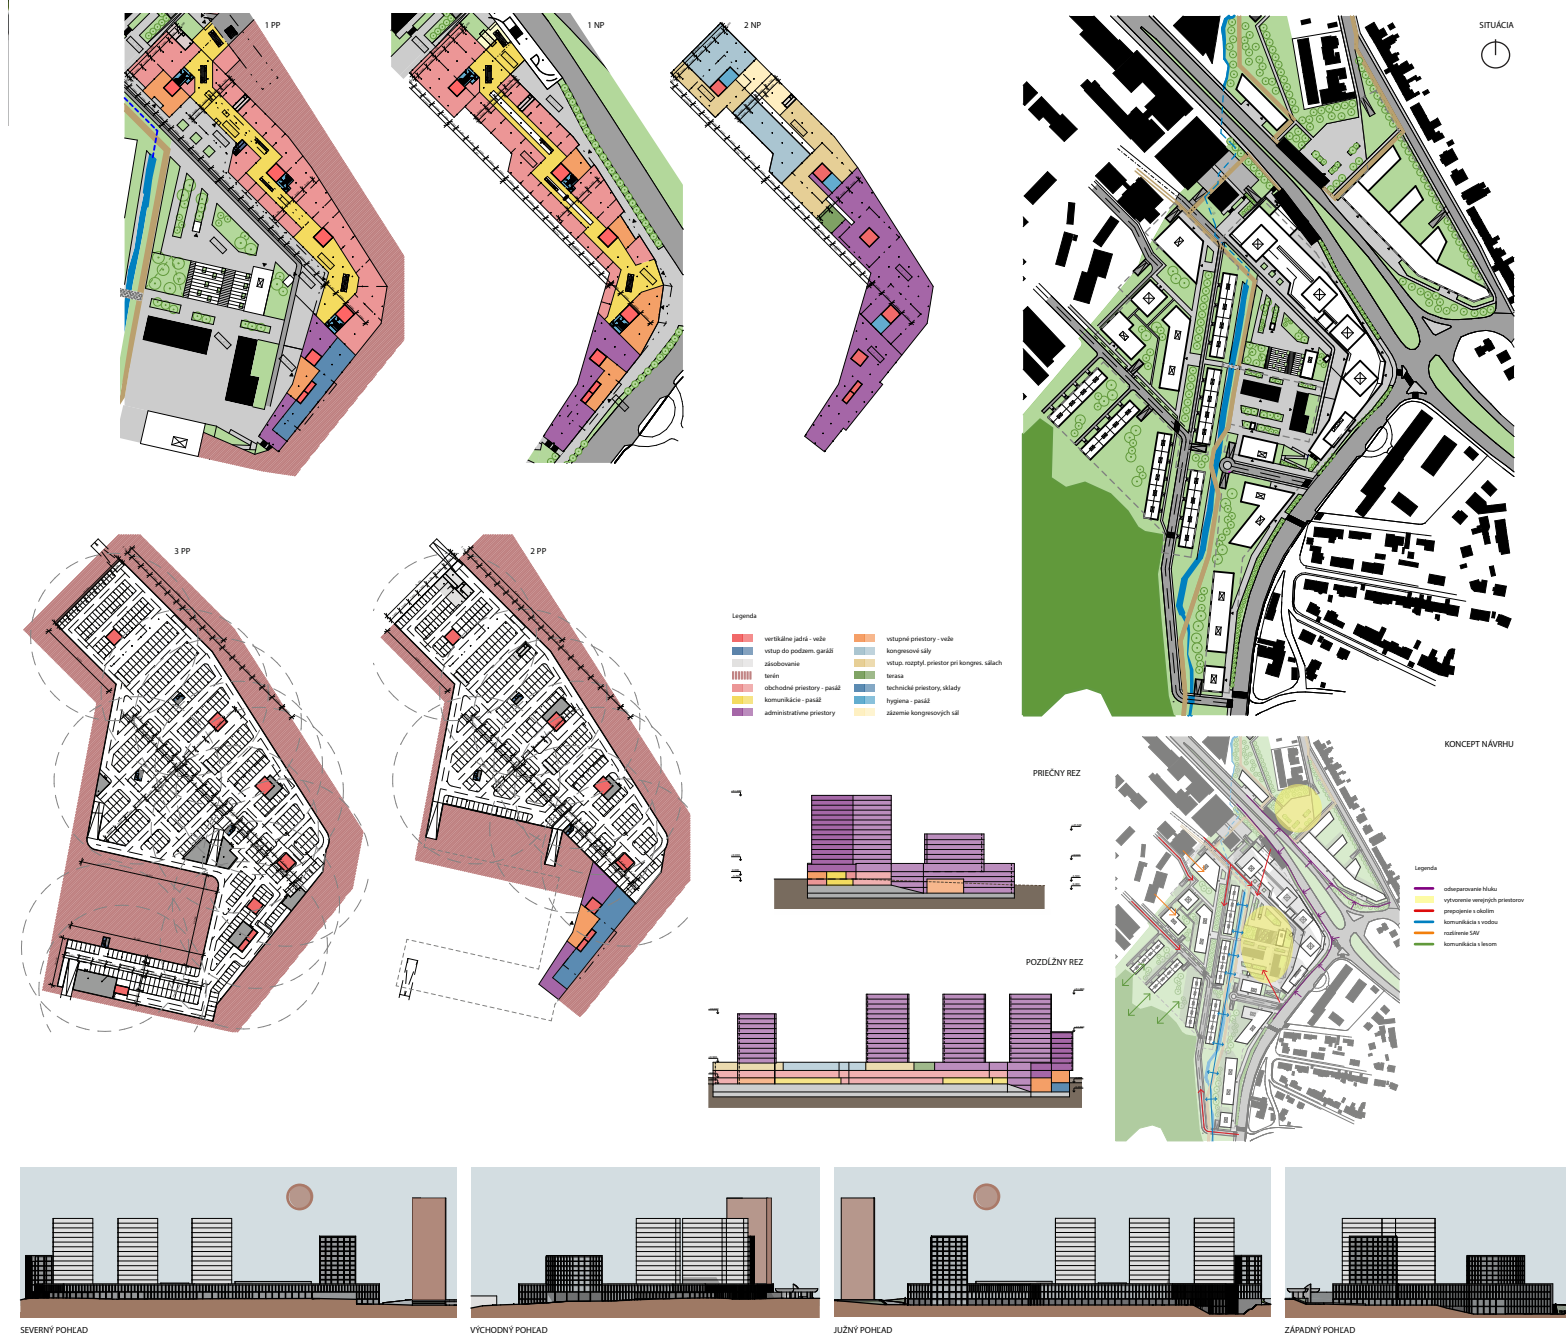 1 PP
1 NP
2 NP
SITUÁCIA
3 PP
2 PP
Legenda
vertikálne jadrá - veže
vstup do podzem. garáží
zásobovanie
terén
obchodné priestory - pasáž
komunikácie - pasáž
administratívne priestory
vstupné priestory - veže
kongresové sály
vstup. rozptyl. priestor pri kongres. sálach
terasa
technické priestory, sklady
hygiena - pasáž
zázemie kongresových sál
KONCEPT NÁVRHU
PRIEČNY REZ
POZDĹŽNY REZ
Legenda
odseparovanie hluku
vytvorenie verejných priestorov
prepojenie s okolím
komunikácia s vodou
rozšírenie SAV
komunikácia s lesom
SEVERNÝ POHĽAD
VÝCHODNÝ POHĽAD
JUŽNÝ POHĽAD
ZÁPADNÝ POHĽAD